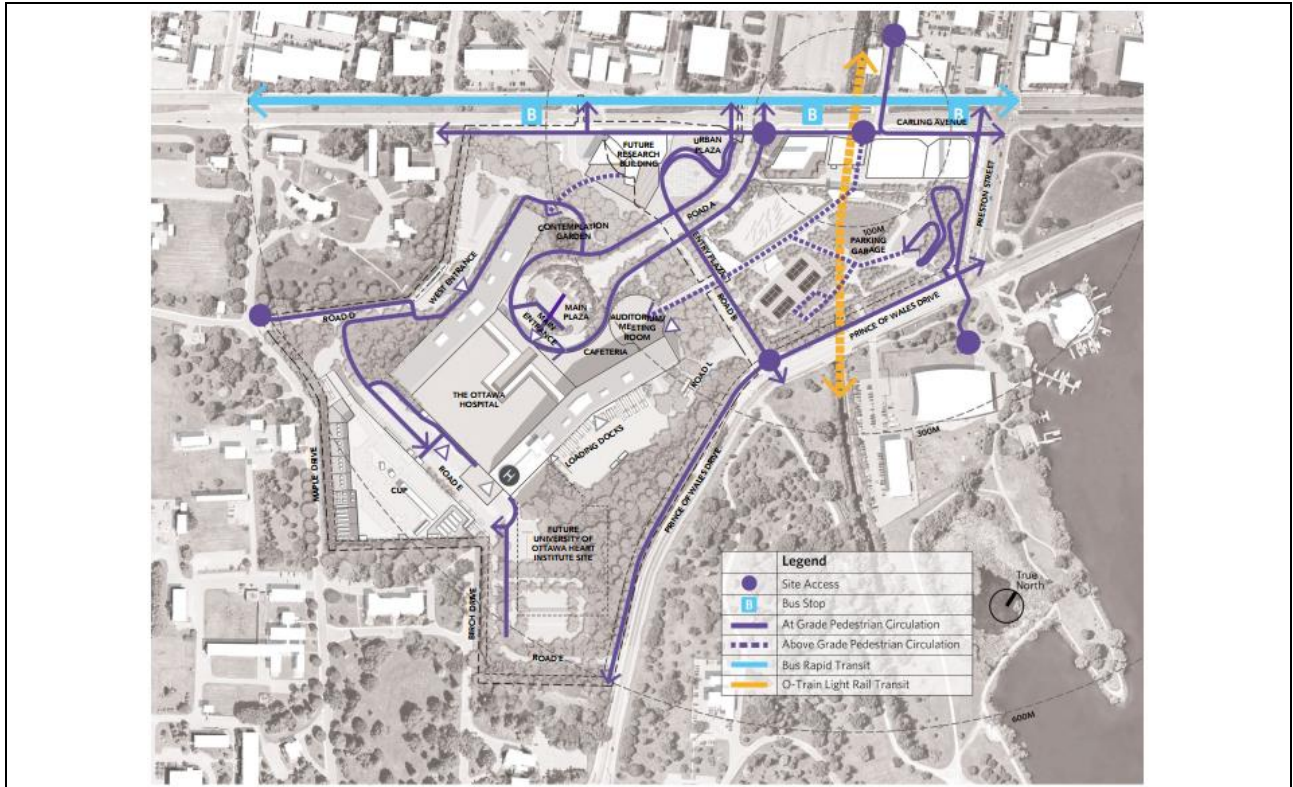 B
B
B
CARLING AVENUE
URBAN
PLAZA
FUTURE
RESEARCH
BUILDING
PRESTON STREET
ROAD A
CONTEMPLATION
GARDEN
ENTRY PLAZA
100M
PARKING
GARAGE
WEST ENTRANCE
ROAD D
MAIN
PLAZA
MAIN
ENTRANCE
AUDITORIUM/
MEETING
ROOM
CAFETERIA
ROAD B
PRINCE OF WALES DRIVE
ROAD L
THE OTTAWA
HOSPITAL
LOADING DOCKS
300M
MAPLE DRIVE
CUP
ROAD E
H
PRINCE OF WALES DRIVE
FUTURE
UNIVERSITY OF
OTTAWA HEART
INSTITUTE SITE
BIRCH DRIVE
ROAD E
Legend
Site Access
B Bus Stop
At Grade Pedestrian Circulation
Above Grade Pedestrian Circulation
Bus Rapid Transit
O-Train Light Rail Transit
True
North
600M